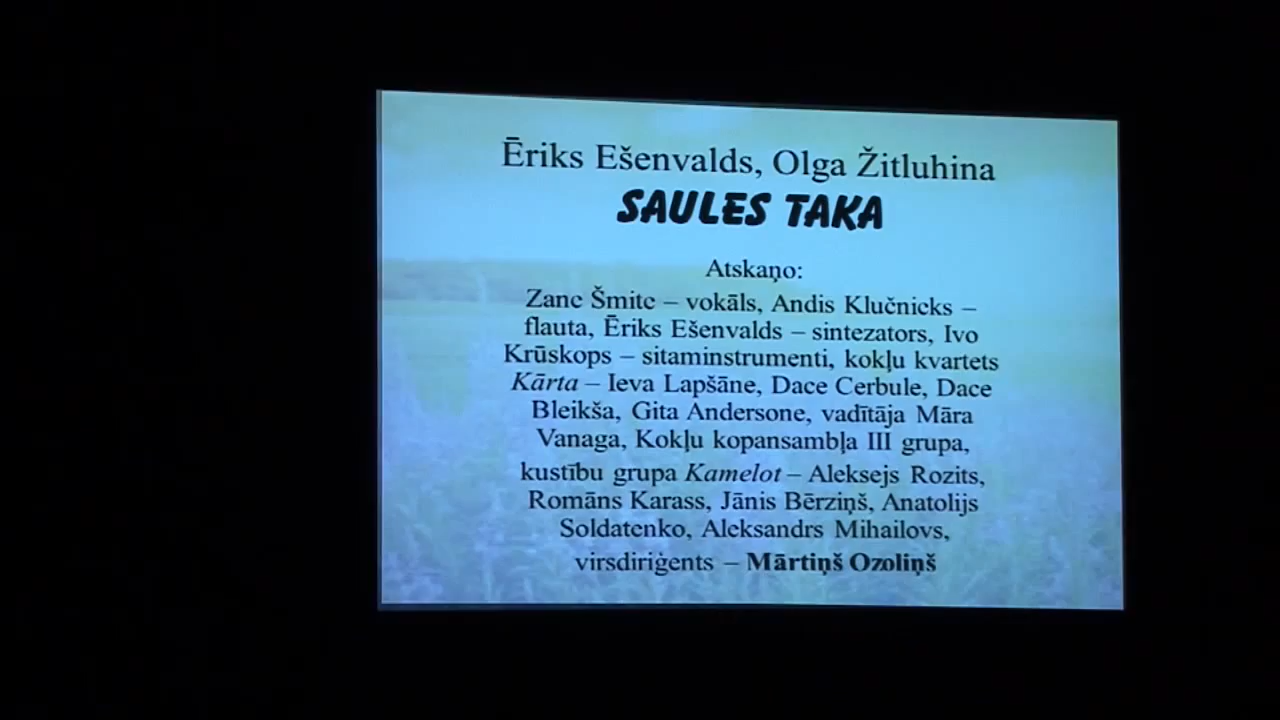 Ēriks Ešenvalds, Olga Žitluhina
SAULES TAKA
Atskaņo:
Zane Šmite – vokāls, Andis Klučnicks –
flauta, Ēriks Ešenvalds – sintezators, Ivo
Krūskops – sitaminstrumenti, kokļu kvartets
Kārta – Ieva Lapšāne, Dace Cerbule, Dace
Bleikša, Gita Andersone, vadītāja Māra
Vanaga, Kokļu kopansambļa III grupa,
kustību grupa Kamelot – Aleksejs Rozits,
Romāns Karass, Jānis Bērziņš, Anatolijs
Soldatenko, Aleksandrs Mihailovs,
virsdiriģents – Mārtiņš Ozoliņš